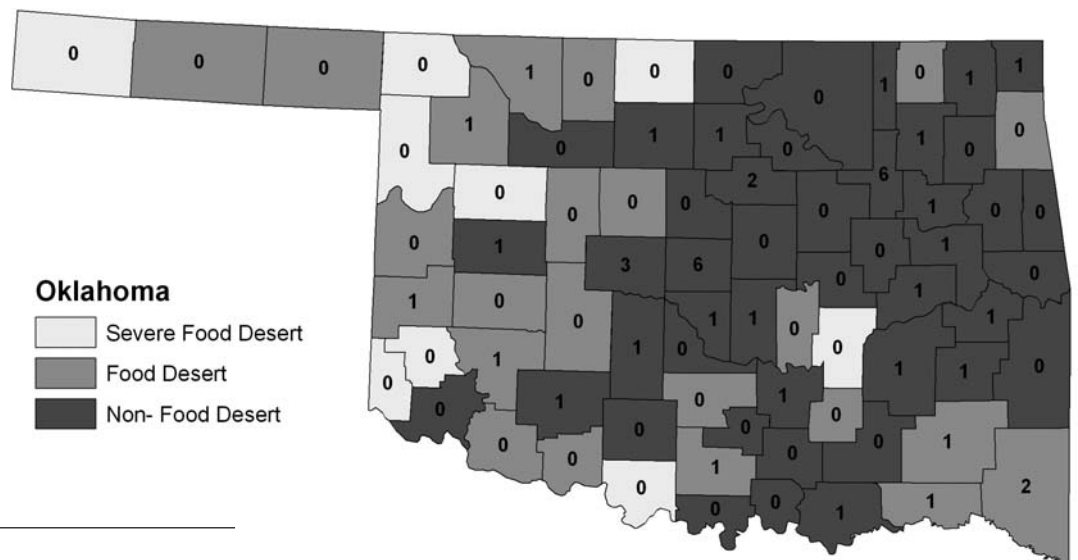 0 0 0 0 1 0 0 0 0 1 0 1 1
1 0 0 1 1 0 1 0 0
0 0 0 0 2 6 0 1 0 0
0 1 3 6 0 0 1 0
1 0 0 1 1 0 0 1 1
0 1 1 0 0 1 1 0
0 0 1 0 1 0
0 0 0 0 0 0 1
0 1 0 0 1 1 2
Oklahoma
Severe Food Desert
Food Desert
Non- Food Desert